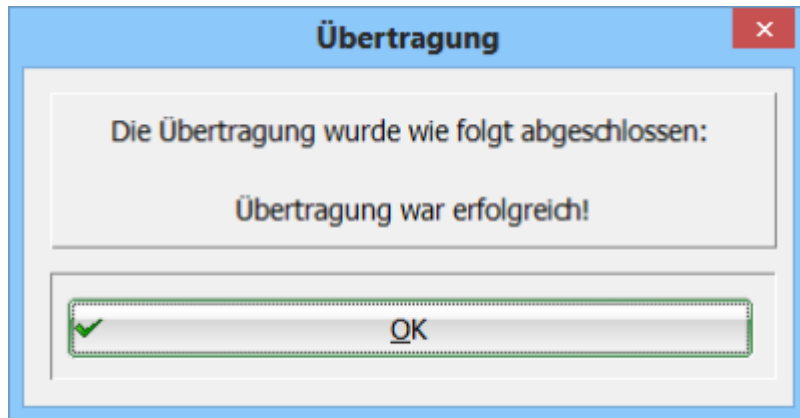 Übertragung
Die Übertragung wurde wie folgt abgeschlossen:
Übertragung war erfolgreich!
OK